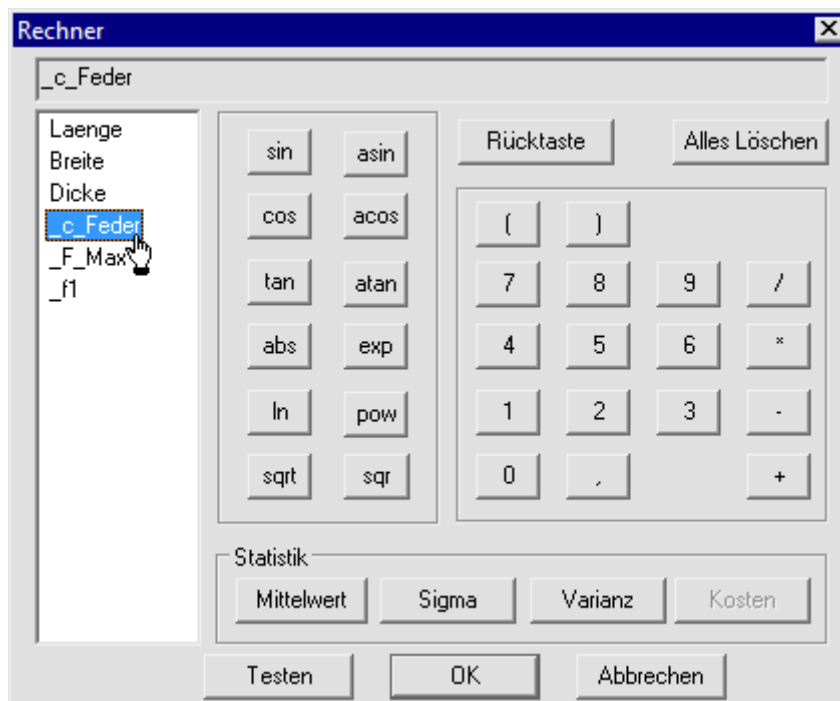 Rechner
_c_Feder
Laenge
Breite
Dicke
_c_Feder
_F_Max
_f1
sin asin
cos acos
tan atan
abs exp
ln pow
sqrt sqr
Rücktaste Alles Löschen
( )
7 8 9 /
4 5 6 *
1 2 3 -
0 , +
Statistik
Mittelwert Sigma Varianz Kosten
Testen OK Abbrechen